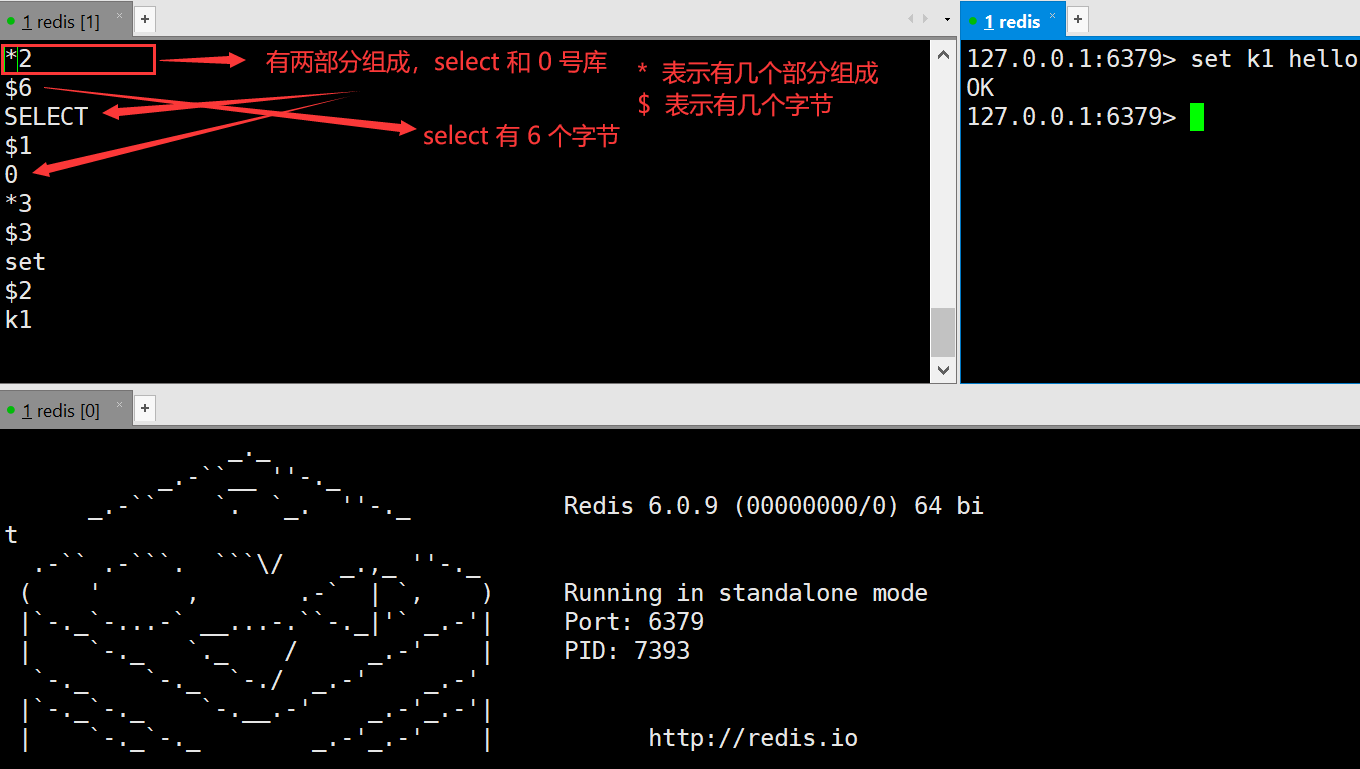 1 redis [1]
*2
$6
SELECT
$1
0
*3
$3
set
$2
k1
有两部分组成，select 和 0 号库
* 表示有几个部分组成
$ 表示有几个字节
select 有 6 个字节
1 redis
127.0.0.1:6379> set k1 hello
OK
127.0.0.1:6379>
1 redis [0]
Redis 6.0.9 (00000000/0) 64 bi
t
Running in standalone mode
Port: 6379
PID: 7393
http://redis.io